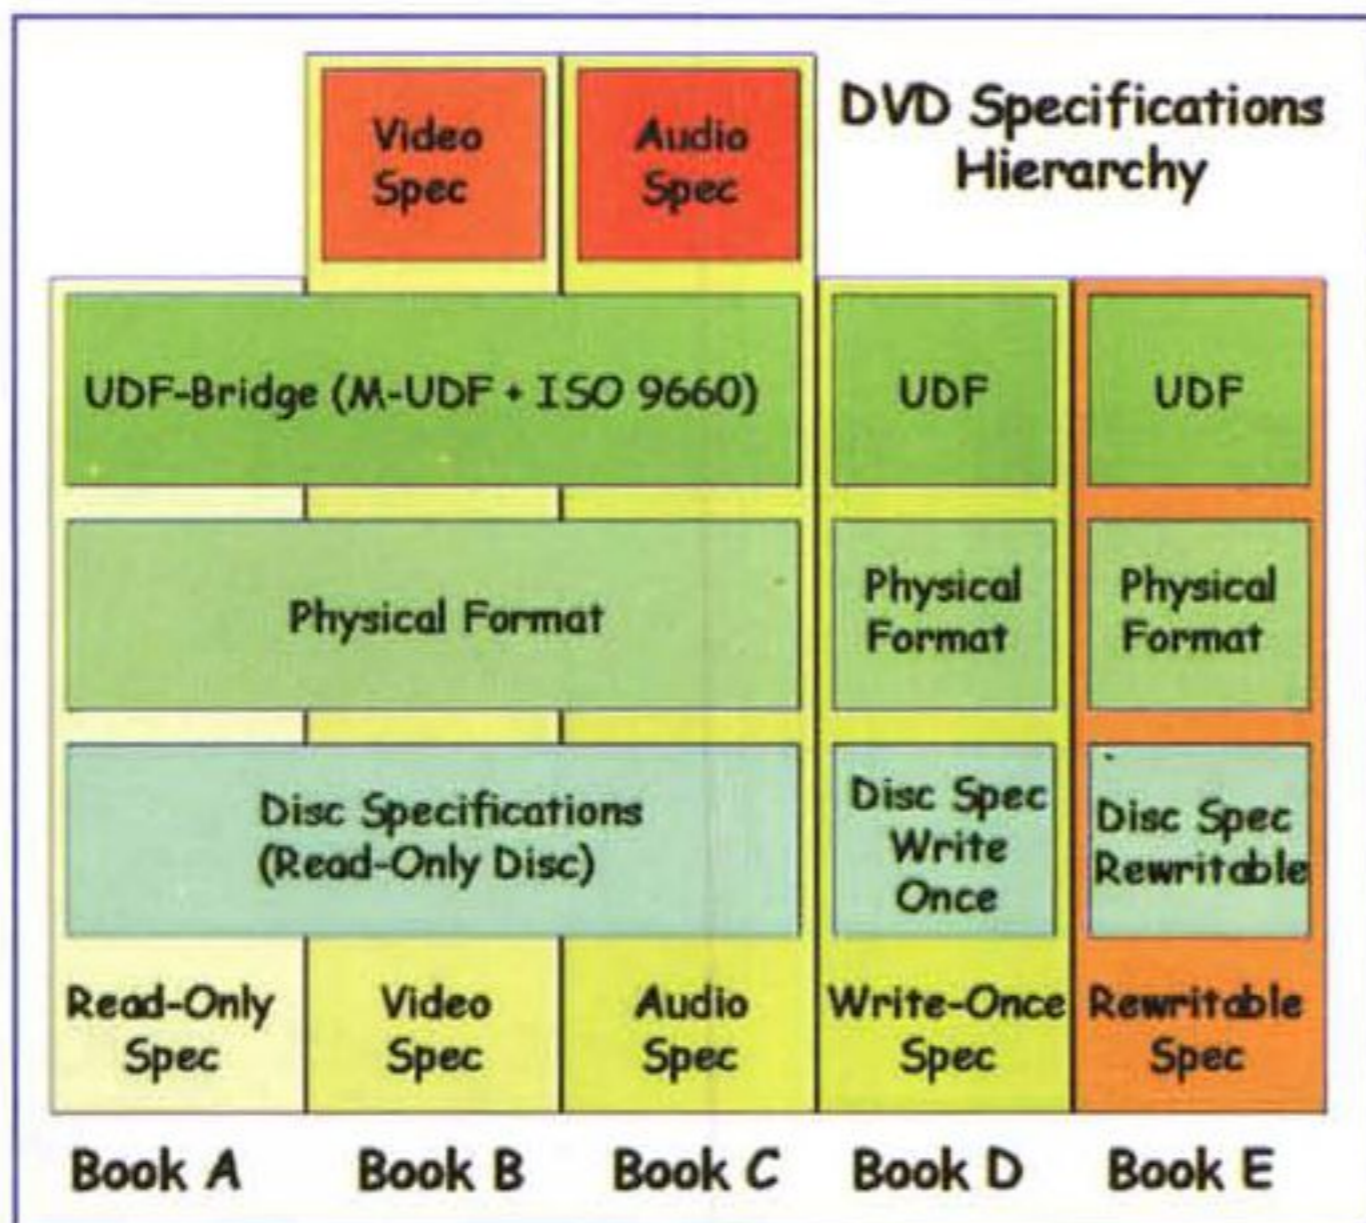 DVD Specifications
Hierarchy
Video
Spec
Audio
Spec
UDF-Bridge (M-UDF + ISO 9660)
UDF
UDF
Physical Format
Physical
Format
Physical
Format
Disc Specifications
(Read-Only Disc)
Disc Spec
Write
Once
Disc Spec
Rewritable
Read-Only
Spec
Video
Spec
Audio
Spec
Write-Once
Spec
Rewritable
Spec
Book A
Book B
Book C
Book D
Book E